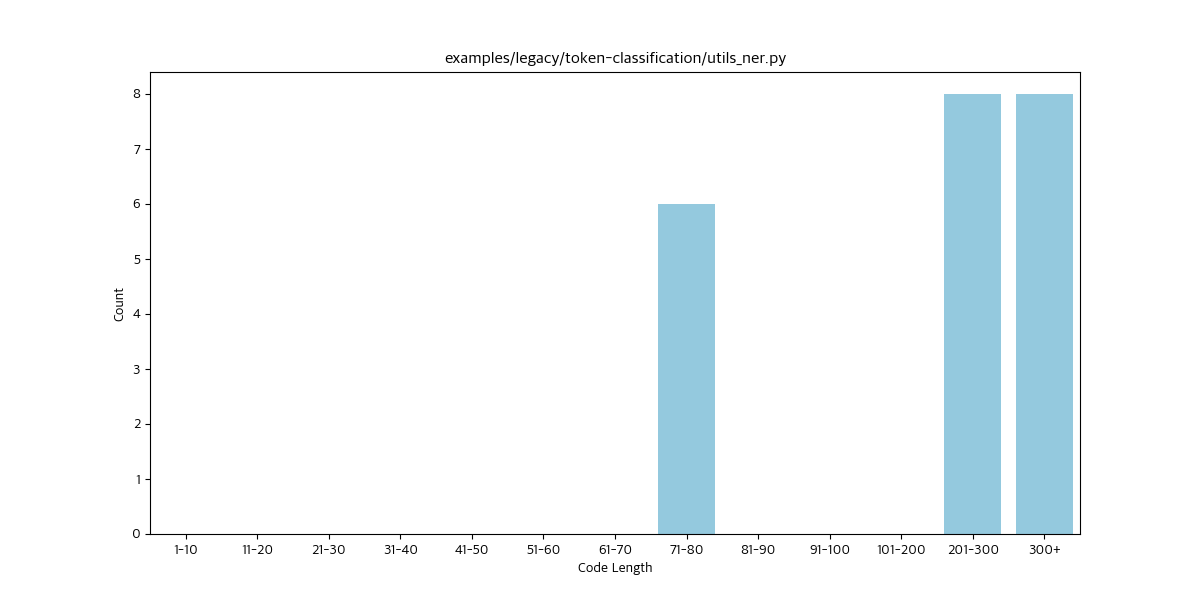 examples/legacy/token-classification/utils_ner.py
8
7
6
5
4
3
2
1
0
Count
1-10 11-20 21-30 31-40 41-50 51-60 61-70 71-80 81-90 91-100 101-200 201-300 300+
Code Length